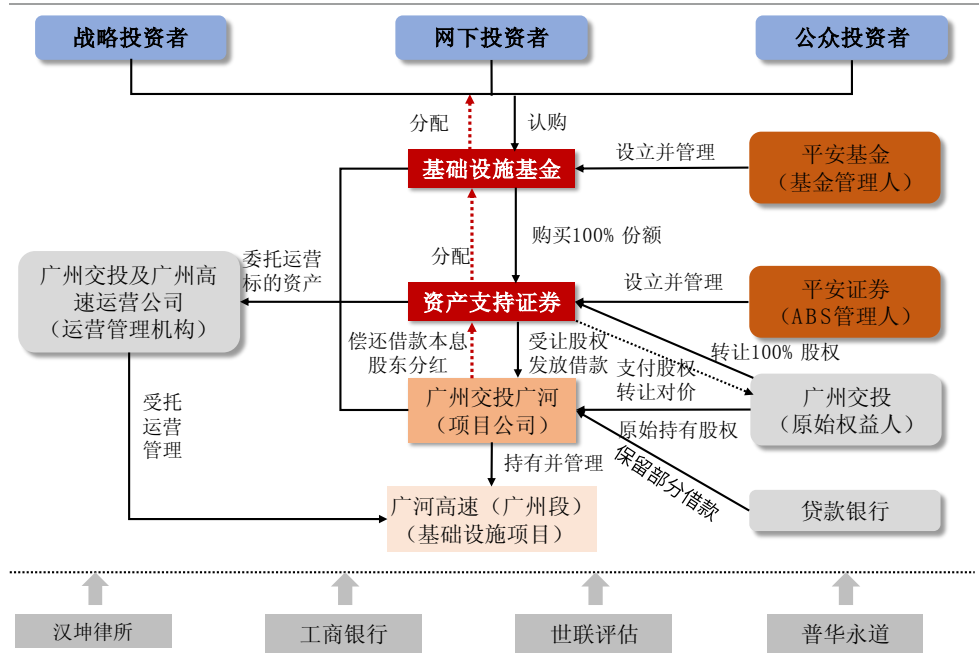 战略投资者
网下投资者
公众投资者
分配
认购
基础设施基金
设立并管理
平安基金
（基金管理人）
购买100% 份额
分配
委托运营
标的资产
广州交投及广州高
速运营公司
（运营管理机构）
资产支持证券
设立并管理
平安证券
（ABS管理人）
偿还借款本息
股东分红
受让股权
发放借款
转让100% 股权
支付股权
转让对价
广州交投广河
（项目公司）
广州交投
（原始权益人）
原始持有股权
受托
运营
管理
持有并管理
保留部分借款
广河高速（广州段）
（基础设施项目）
贷款银行
汉坤律所
工商银行
世联评估
普华永道